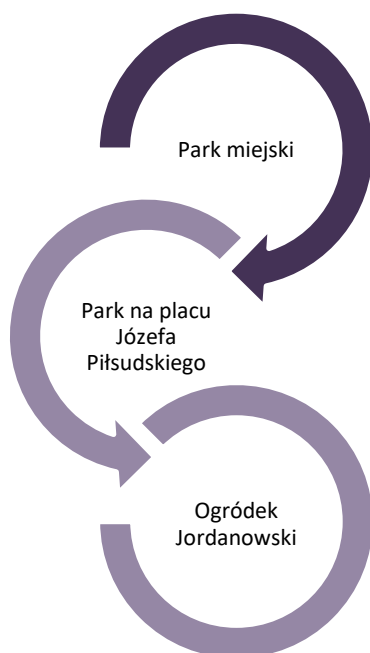 Park miejski
Park na placu
Józefa
Piłsudskiego
Ogródek
Jordanowski